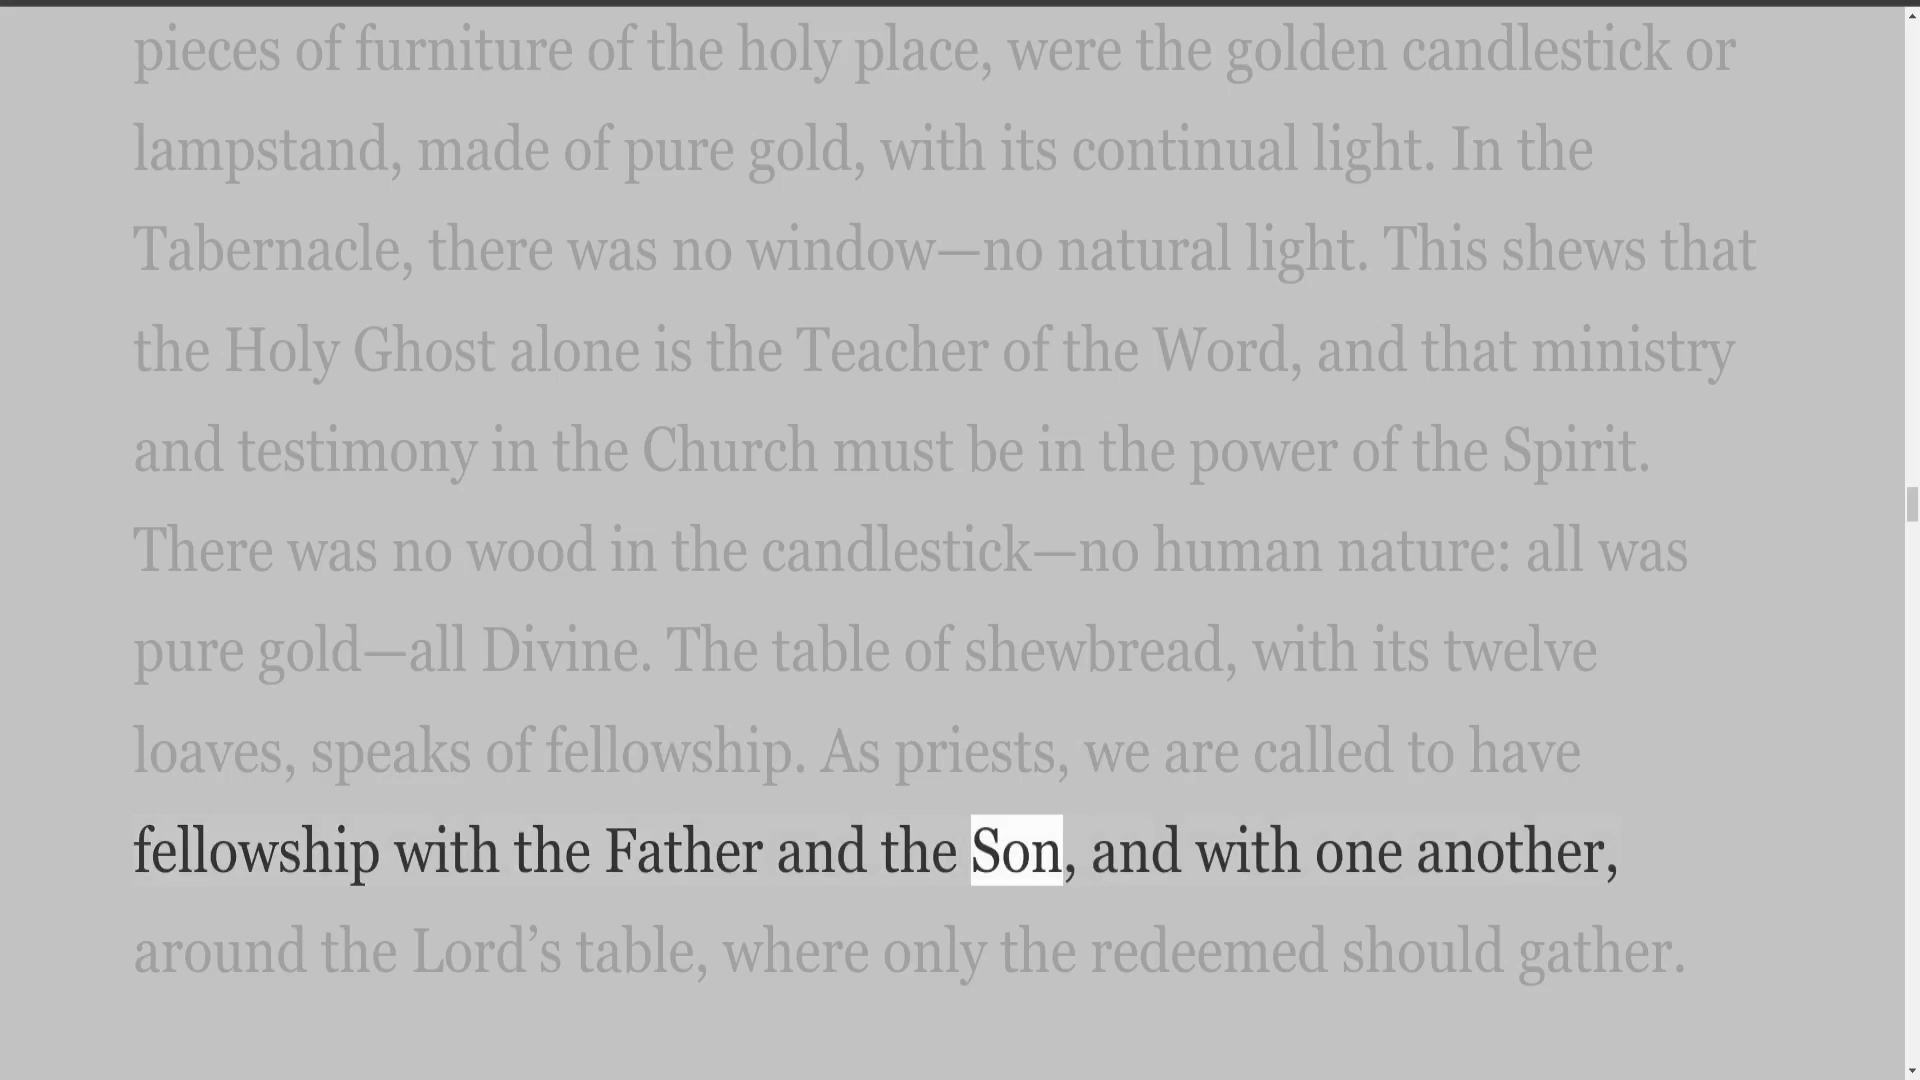 pieces of furniture of the holy place, were the golden candlestick or
lampstand, made of pure gold, with its continual light. In the
Tabernacle, there was no window—no natural light. This shews that
the Holy Ghost alone is the Teacher of the Word, and that ministry
and testimony in the Church must be in the power of the Spirit.
There was no wood in the candlestick—no human nature: all was
pure gold—all Divine. The table of shewbread, with its twelve
loaves, speaks of fellowship. As priests, we are called to have
fellowship with the Father and the Son, and with one another,
around the Lord’s table, where only the redeemed should gather.